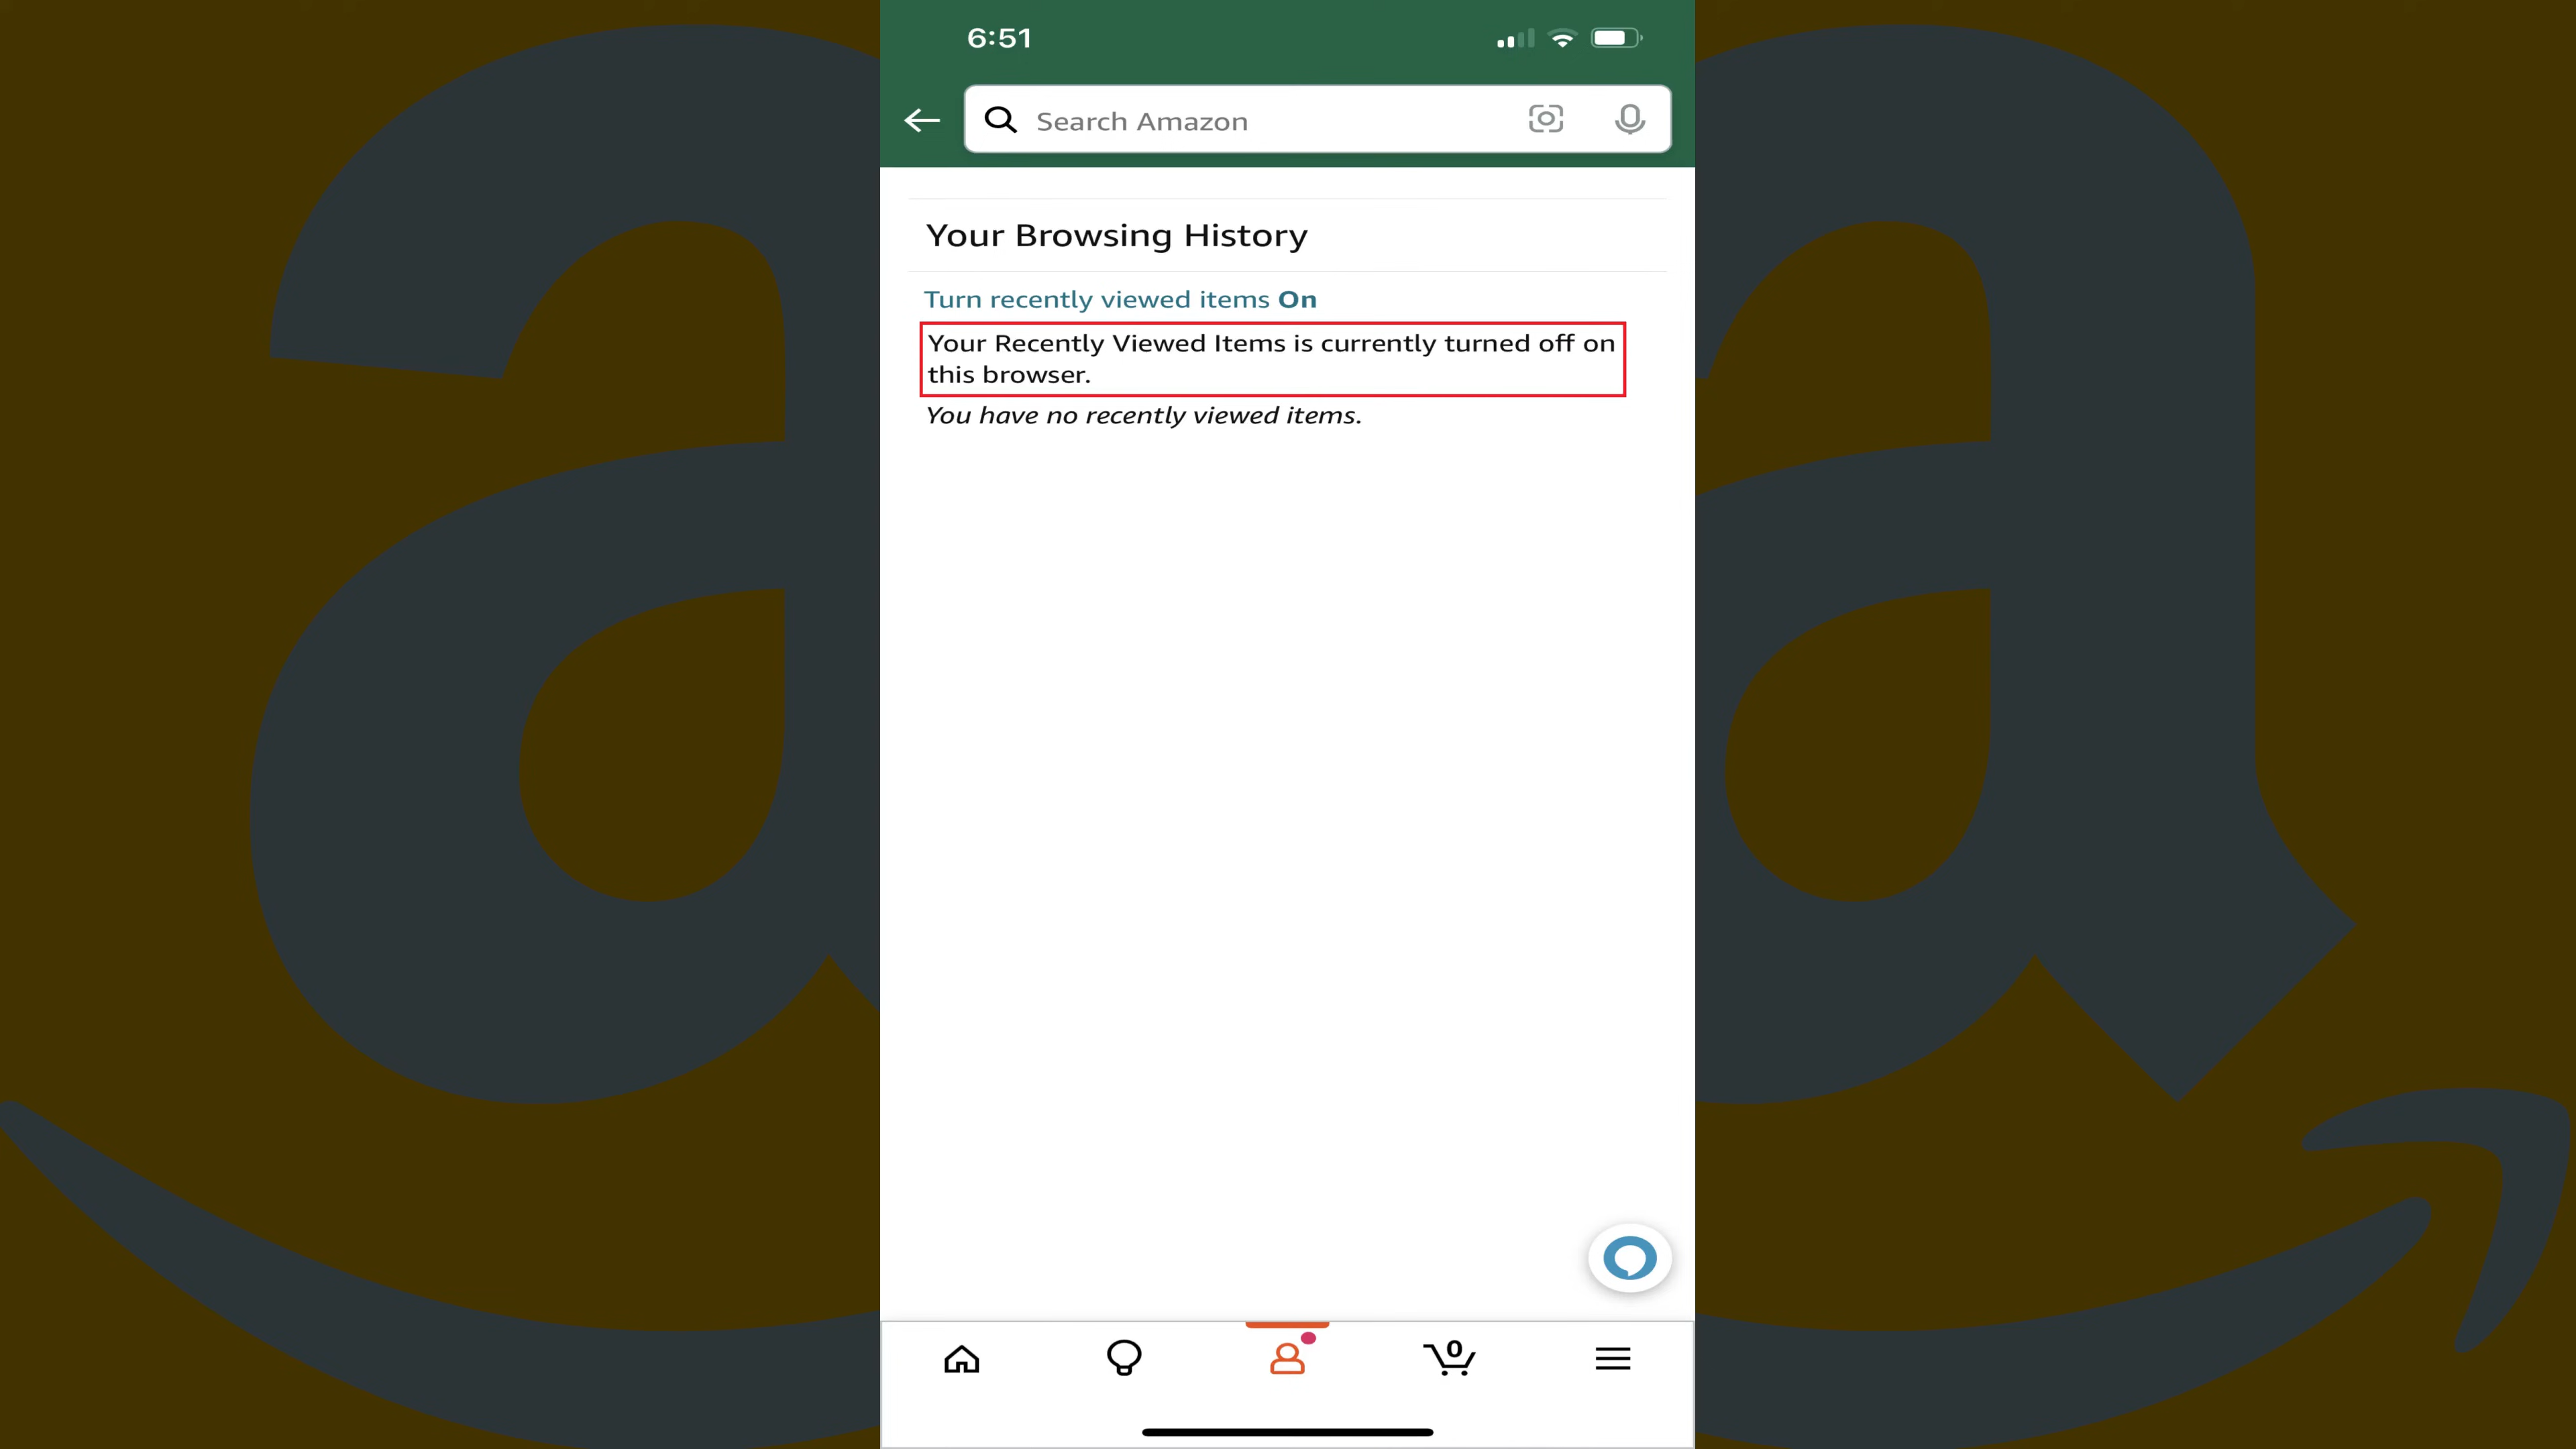 6:51
Search Amazon
Your Browsing History
Turn recently viewed items On
Your Recently Viewed Items is currently turned off on
this browser.
You have no recently viewed items.
0